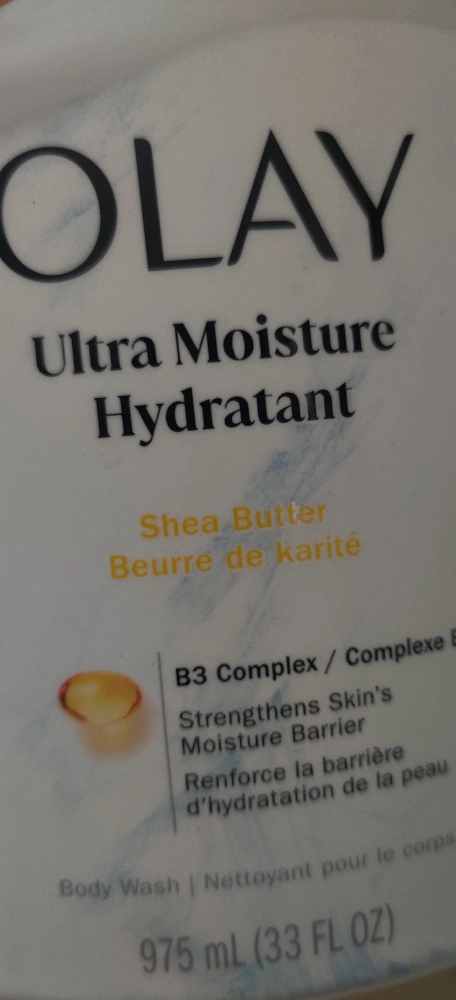 OLAY
Ultra Moisture
Hydratant
Shea Butter
Beurre de karité
B3 Complex / Complexe
Strengthens Skin's
Moisture Barrier
Renforce la barrière
d'hydratation de la peau
Body Wash | Nettoyant pour le corps
975 mL (33 FL OZ)